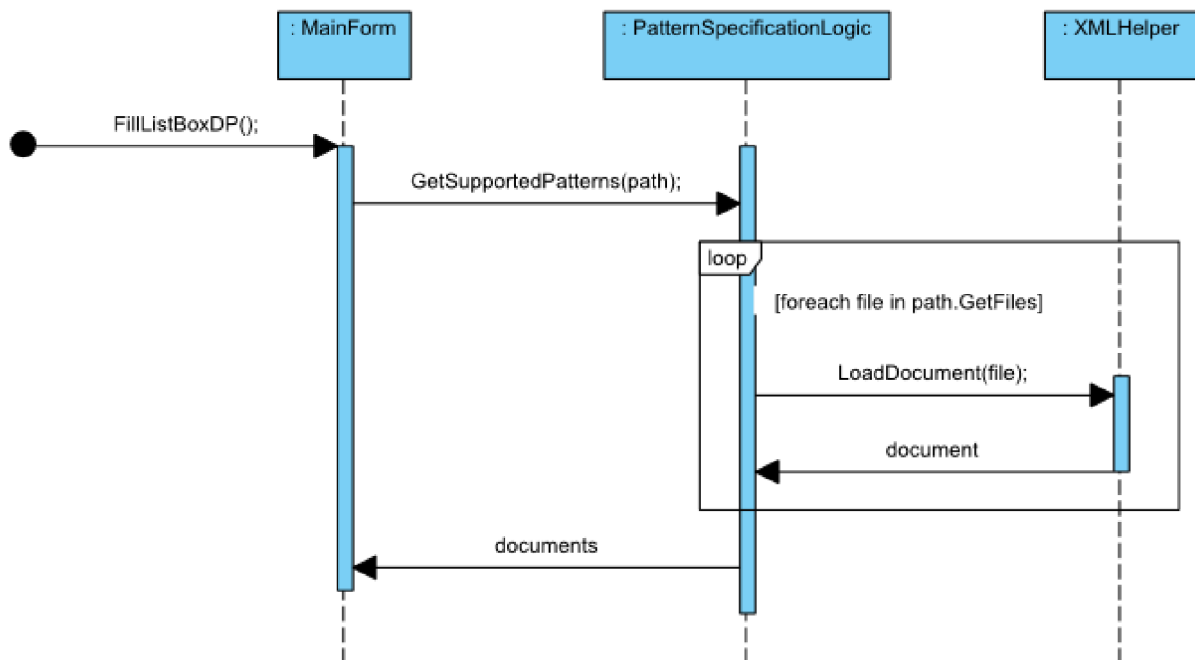 : MainForm
: PatternSpecificationLogic
: XMLHelper
FillListBoxDP();
GetSupportedPatterns(path);
loop
[foreach file in path.GetFiles]
LoadDocument(file);
document
documents